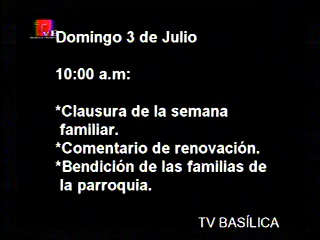 Domingo 3 de Julio
10:00 a.m:
*Clausura de la semana
familiar.
*Comentario de renovación.
*Bendición de las familias de
la parroquia.
TV BASÍLICA